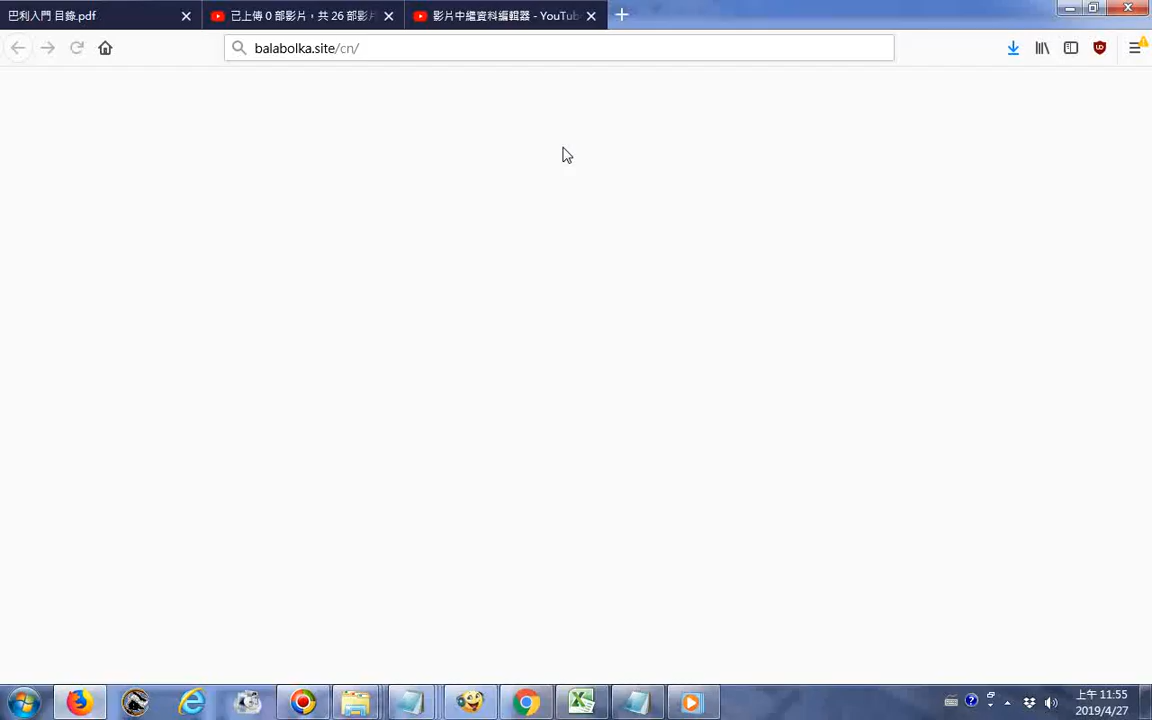 巴利入門 目錄.pdf
已上傳 0 部影片，共 26 部影片
影片中繼資料編輯器 - YouTub
balabolka.site/cn/
上午 11:55
2019/4/27